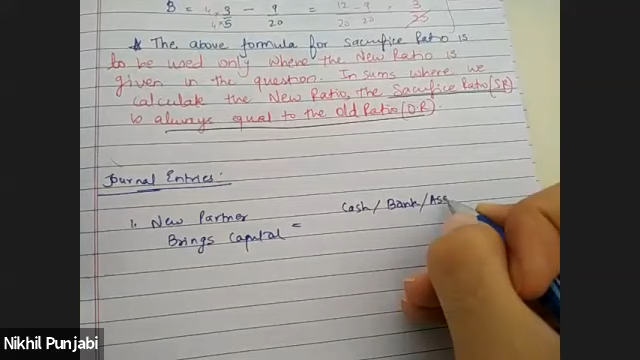 B = 4 3 - 9 = 12 - 9 , 3
4 × 5 20 20 20 25
* The above formula for Sacrifice Ratio is
to be used only where the New Ratio is
given in the question. In sums where we
calculate the New Ratio, the Sacrifice Ratio (SR)
is always equal to the Old Ratio (O.R).
Journal Entries:
1. New Partner
Brings Capital =
Cash / Bank / Ass
Nikhil Punjabi